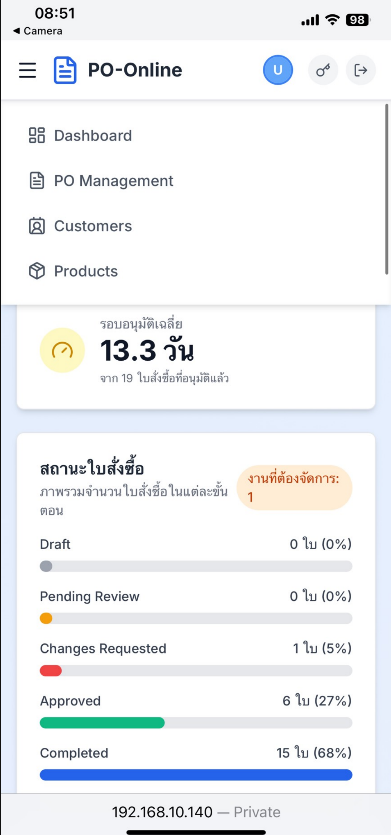 08:51
98
◀ Camera
PO-Online
U
Dashboard
PO Management
Customers
Products
รอบอนุมัติเฉลี่ย
13.3 วัน
จาก 19 ใบสั่งซื้อที่อนุมัติแล้ว
สถานะใบสั่งซื้อ
ภาพรวมจำนวนใบสั่งซื้อในแต่ละขั้น
ตอน
งานที่ต้องจัดการ:
1
Draft 0 ใบ (0%)
Pending Review 0 ใบ (0%)
Changes Requested 1 ใบ (5%)
Approved 6 ใบ (27%)
Completed 15 ใบ (68%)
192.168.10.140 — Private